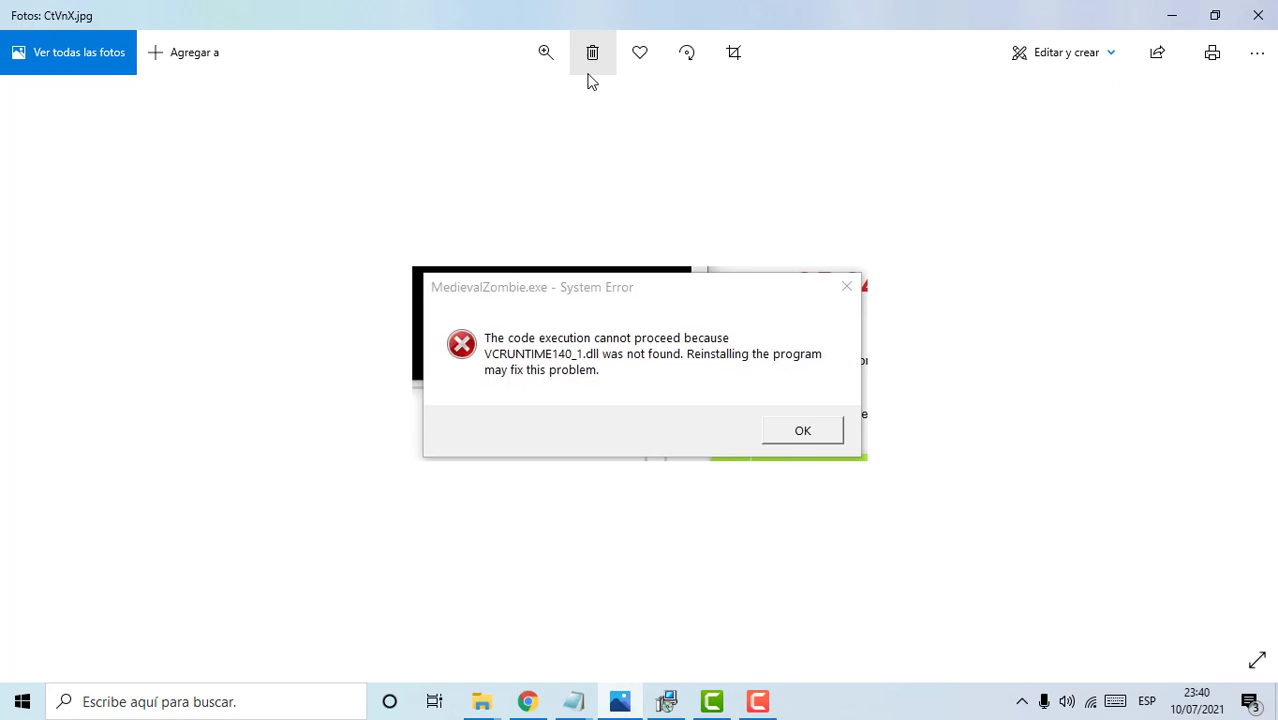 Fotos: CtVnX.jpg
Ver todas las fotos
Agregar a
Editar y crear
MedievalZombie.exe - System Error
The code execution cannot proceed because
VCRUNTIME140_1.dll was not found. Reinstalling the program
may fix this problem.
OK
Escribe aquí para buscar.
ESP
23:40
10/07/2021
3